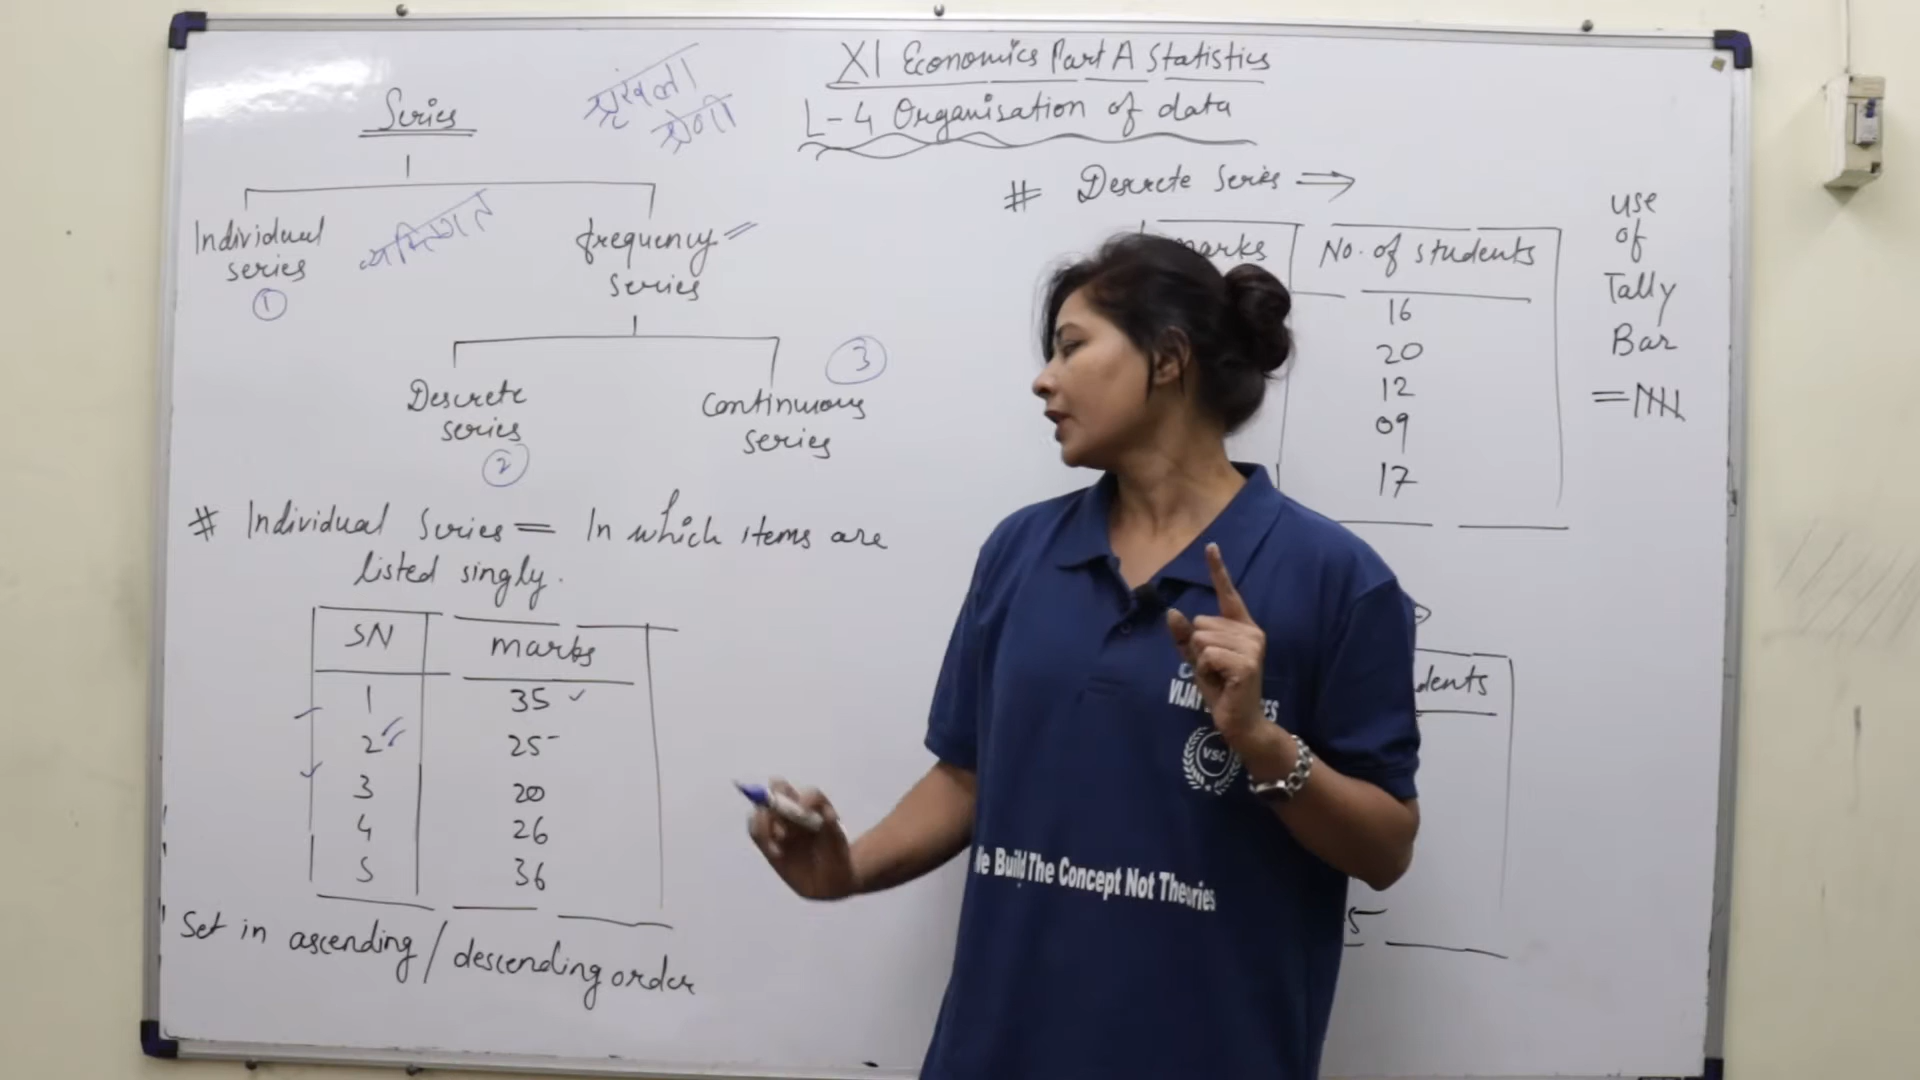 XI Economics Part A Statistics
L-4 Organisation of data
Series
श्रृंखला
श्रेणी
Individual
series
1
व्यक्तिगत
frequency
series
Descrete
series
2
Continuous
series
3
# Individual Series = In which items are
listed singly.
SN marks
1 35
2 25
3 20
4 26
5 36
Set in ascending / descending order
# Descrete Series
marks No. of students
16
20
12
09
17
use
of
Tally
Bar
=
VSC
We Build The Concept Not Theories